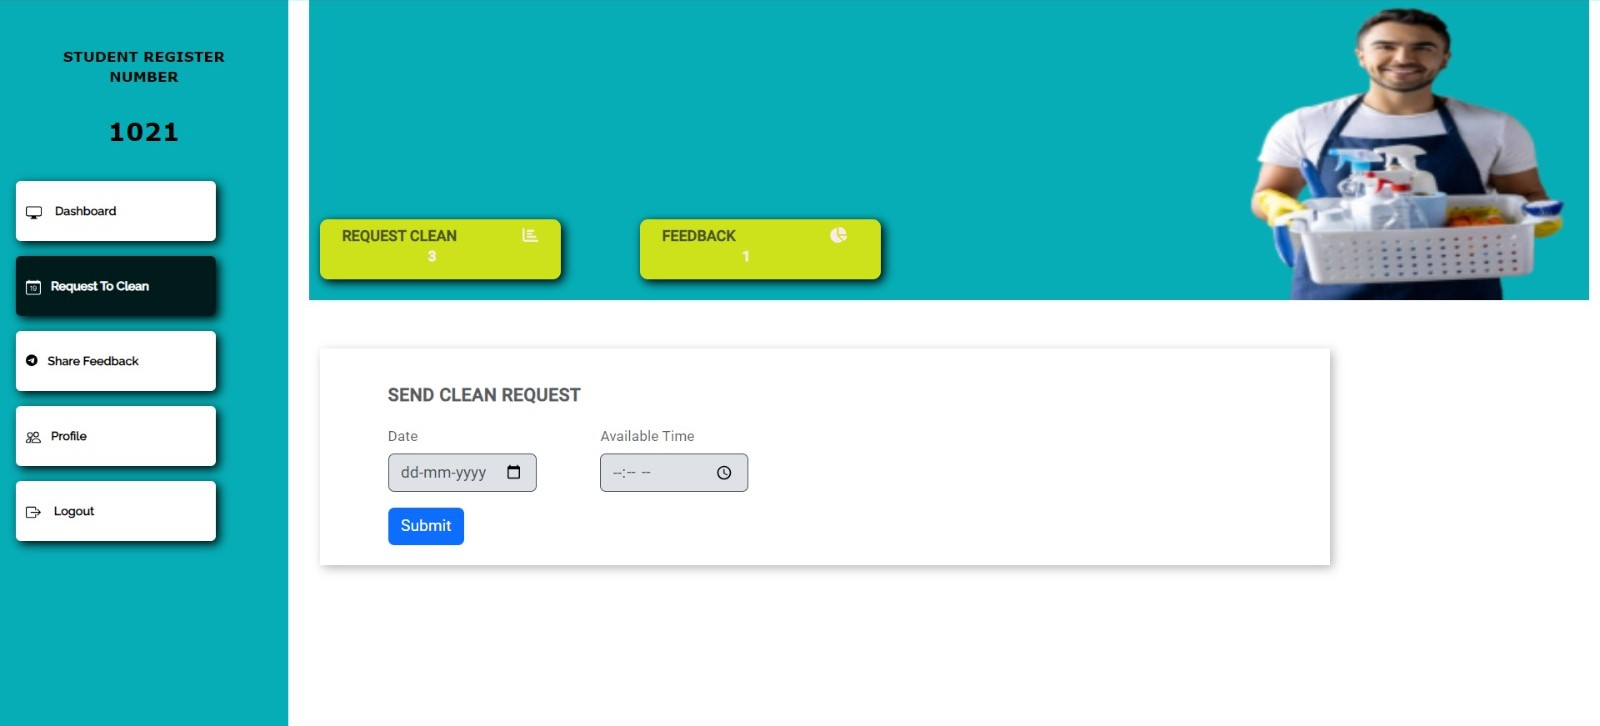 STUDENT REGISTER
NUMBER
1021
Dashboard
Request To Clean
Share Feedback
Profile
Logout
REQUEST CLEAN
3
FEEDBACK
1
SEND CLEAN REQUEST
Date
Available Time
dd-mm-yyyy
--:-- --
Submit